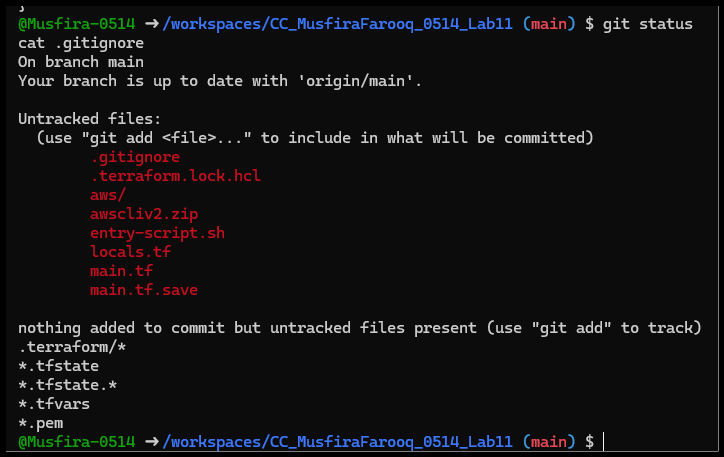 }
@Musfira-0514 ➜ /workspaces/CC_MusfiraFarooq_0514_Lab11 (main) $ git status
cat .gitignore
On branch main
Your branch is up to date with 'origin/main'.
Untracked files:
(use "git add <file>..." to include in what will be committed)
.gitignore
.terraform.lock.hcl
aws/
awscliv2.zip
entry-script.sh
locals.tf
main.tf
main.tf.save
nothing added to commit but untracked files present (use "git add" to track)
.terraform/*
*.tfstate
*.tfstate.*
*.tfvars
*.pem
@Musfira-0514 ➜ /workspaces/CC_MusfiraFarooq_0514_Lab11 (main) $